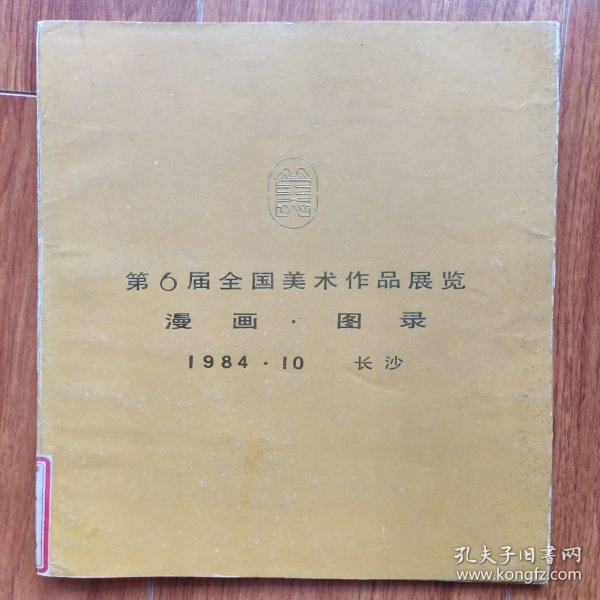 美
第6届全国美术作品展览
漫画·图录
1984·10 长沙
孔夫子旧书网
www.kongfz.com